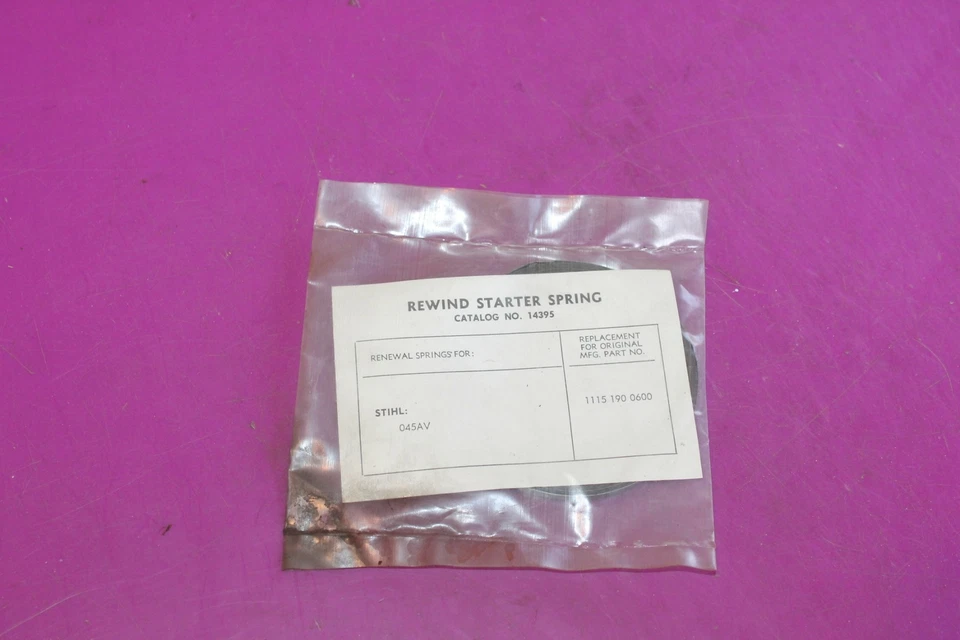 REWIND STARTER SPRING
CATALOG NO. 14395
RENEWAL SPRINGS FOR:
REPLACEMENT
FOR ORIGINAL
MFG. PART NO.
STIHL:
045AV
1115 190 0600